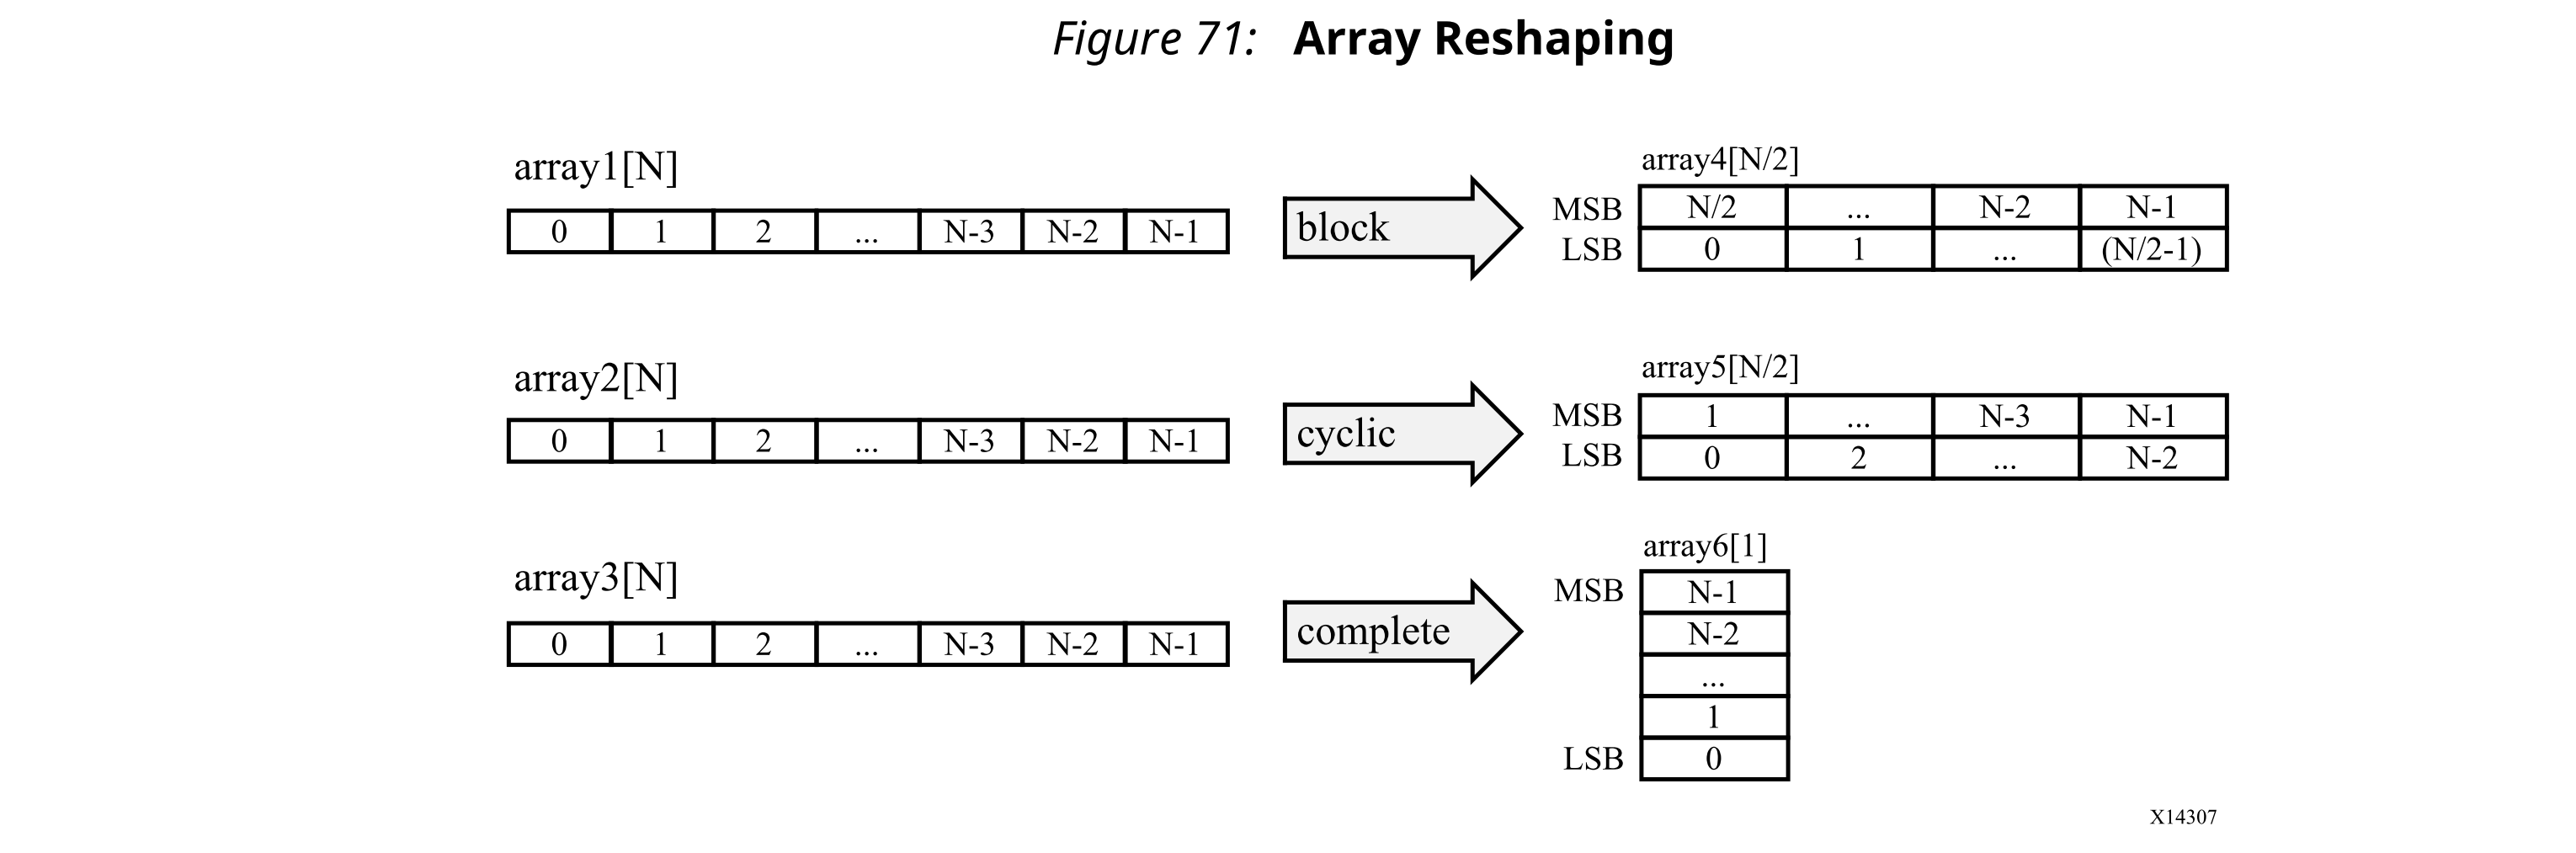 Figure 71: Array Reshaping
array1[N]
0 1 2 ... N-3 N-2 N-1
block
array4[N/2]
MSB N/2 ... N-2 N-1
LSB 0 1 ... (N/2-1)
array2[N]
0 1 2 ... N-3 N-2 N-1
cyclic
array5[N/2]
MSB 1 ... N-3 N-1
LSB 0 2 ... N-2
array3[N]
0 1 2 ... N-3 N-2 N-1
complete
array6[1]
MSB N-1
N-2
...
1
LSB 0
X14307